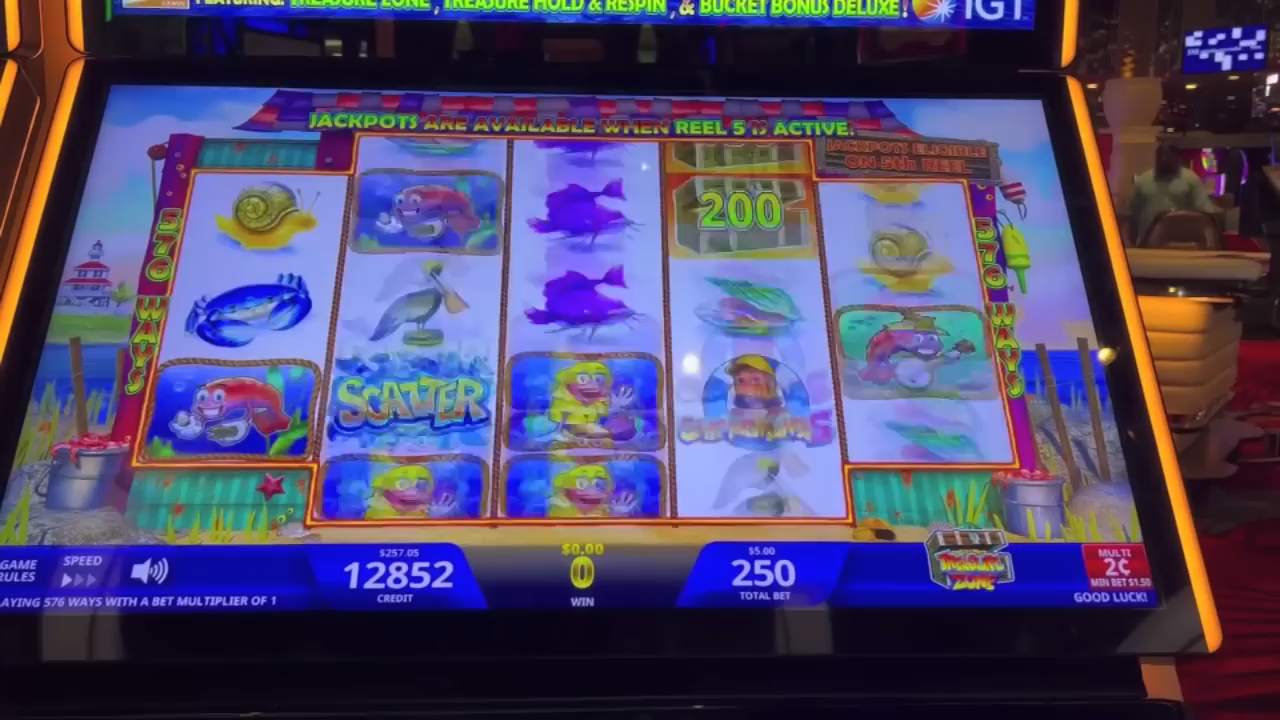 FEATURING: TREASURE ZONE, TREASURE HOLD & RESPIN, & BUCKET BONUS DELUXE!
IGT
JACKPOTS ARE AVAILABLE WHEN REEL 5 IS ACTIVE.
JACKPOTS ELIGIBLE
ON 5th REEL
200
576 WAYS
576 WAYS
SCATTER
GAME
RULES
SPEED
$257.05
12852
CREDIT
$0.00
0
WIN
$5.00
250
TOTAL BET
TREASURE
ZONE
MULTI
2¢
MIN BET $1.50
GOOD LUCK!
LAYING 576 WAYS WITH A BET MULTIPLIER OF 1